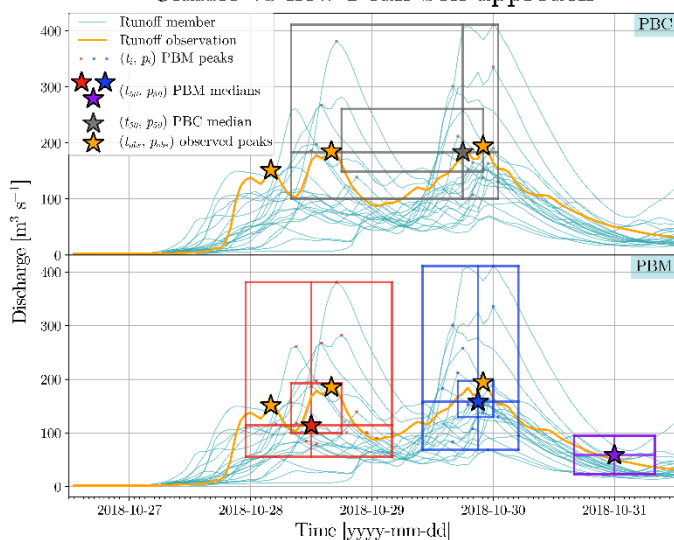 PBC
400
300
200
100
0
Runoff member
Runoff observation
(t_i, p_i) PBM peaks
(t_50, p_50) PBM medians
(t_50, p_50) PBC median
(t_obs, p_obs) observed peaks
Discharge [m³ s⁻¹]
PBM
400
300
200
100
0
2018-10-27
2018-10-28
2018-10-29
2018-10-30
2018-10-31
Time [yyyy-mm-dd]